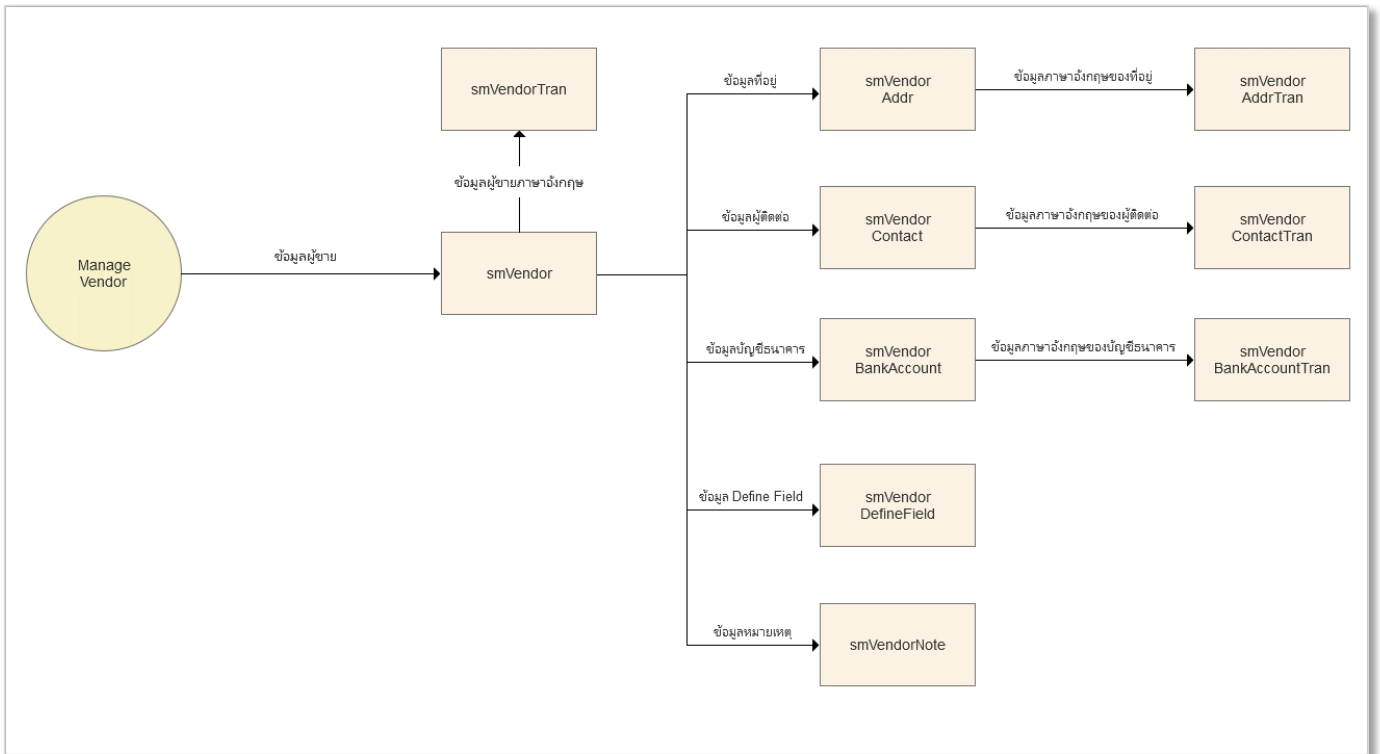 smVendorTran
ข้อมูลที่อยู่
smVendor
Addr
ข้อมูลภาษาอังกฤษของที่อยู่
smVendor
AddrTran
ข้อมูลผู้ขายภาษาอังกฤษ
ข้อมูลผู้ติดต่อ
smVendor
Contact
ข้อมูลภาษาอังกฤษของผู้ติดต่อ
smVendor
ContactTran
Manage
Vendor
ข้อมูลผู้ขาย
smVendor
ข้อมูลบัญชีธนาคาร
smVendor
BankAccount
ข้อมูลภาษาอังกฤษของบัญชีธนาคาร
smVendor
BankAccountTran
ข้อมูล Define Field
smVendor
DefineField
ข้อมูลหมายเหตุ
smVendorNote